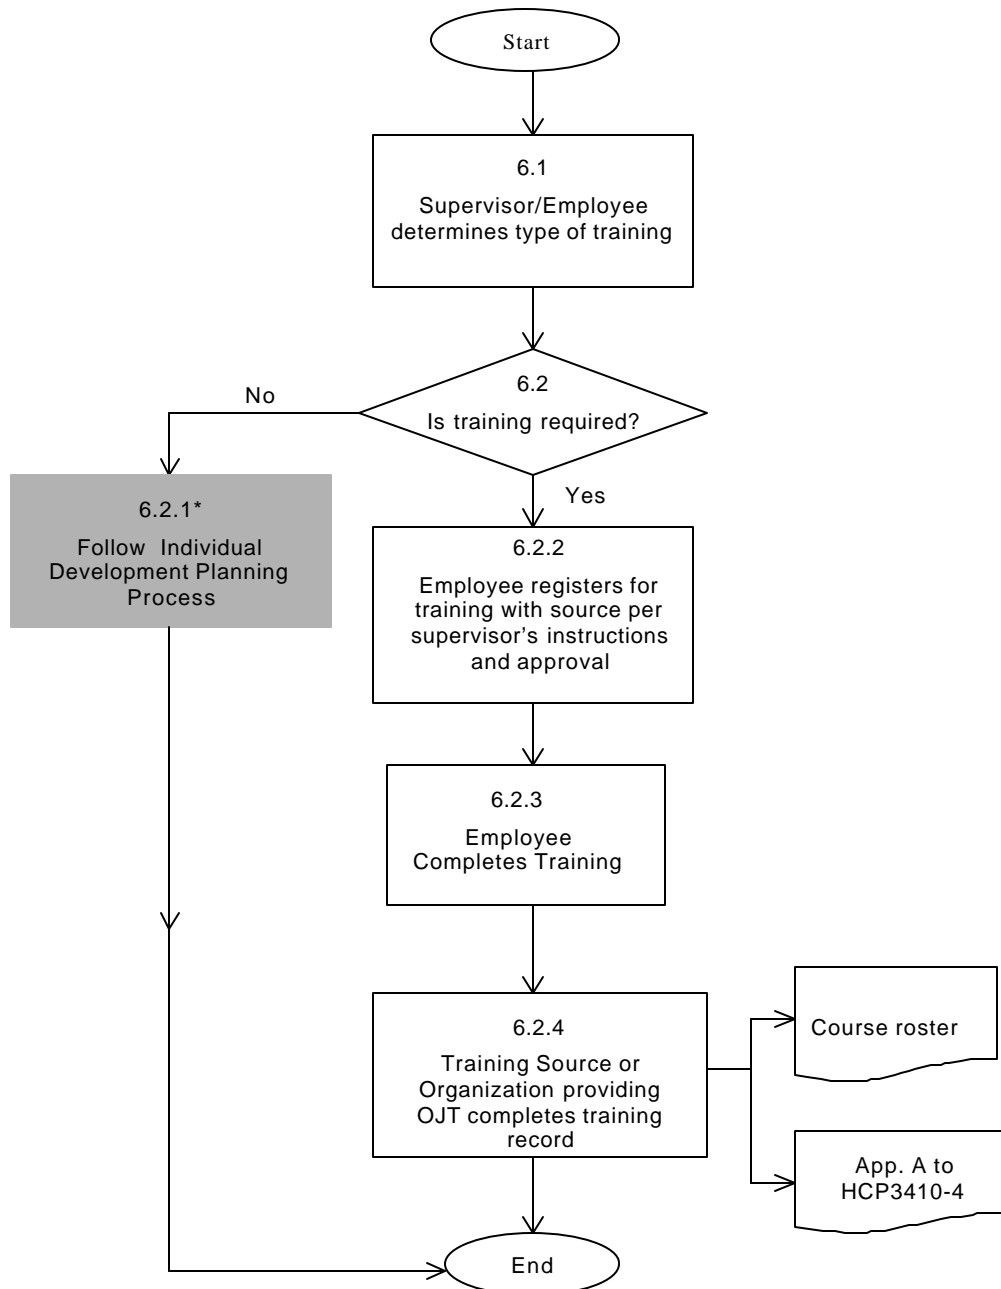 Start
6.1
Supervisor/Employee
determines type of training
6.2
Is training required?
No
Yes
6.2.1*
Follow Individual
Development Planning
Process
6.2.2
Employee registers for
training with source per
supervisor's instructions
and approval
6.2.3
Employee
Completes Training
6.2.4
Training Source or
Organization providing
OJT completes training
record
Course roster
App. A to
HCP3410-4
End